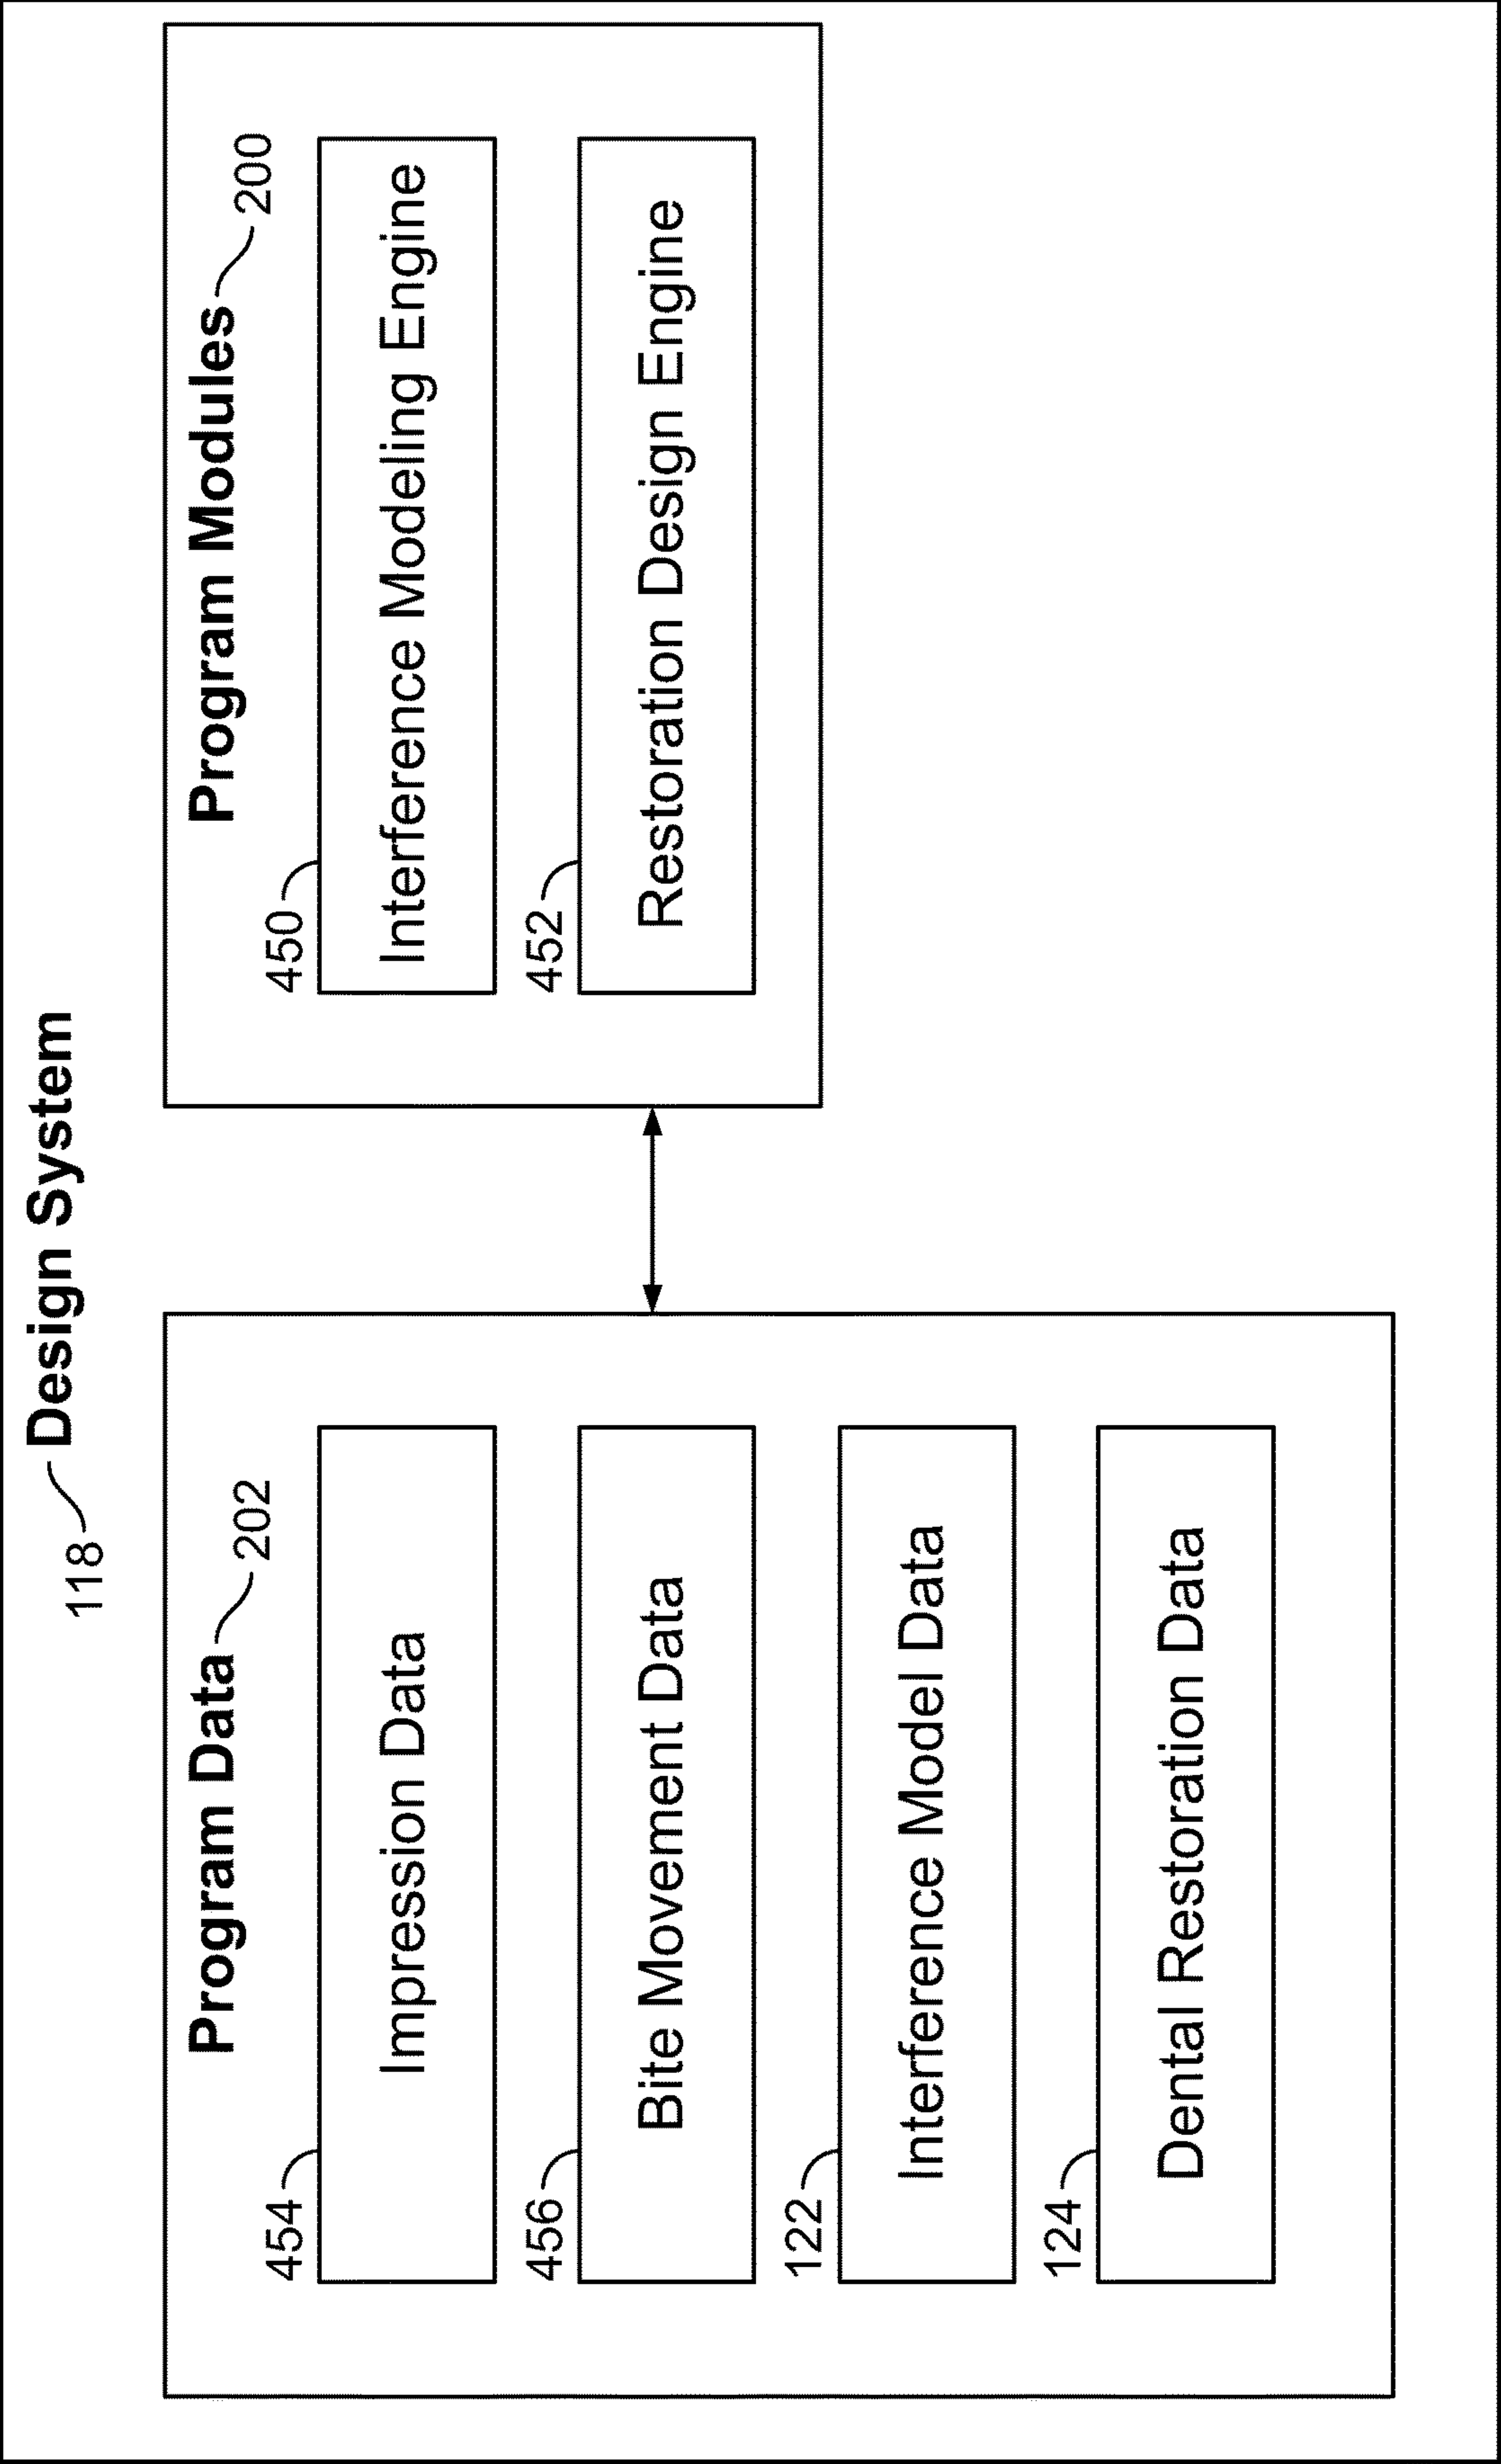 Design System
118
Program Data 202
454
Impression Data
456
Bite Movement Data
122
Interference Model Data
124
Dental Restoration Data
Program Modules 200
450
Interference Modeling Engine
452
Restoration Design Engine